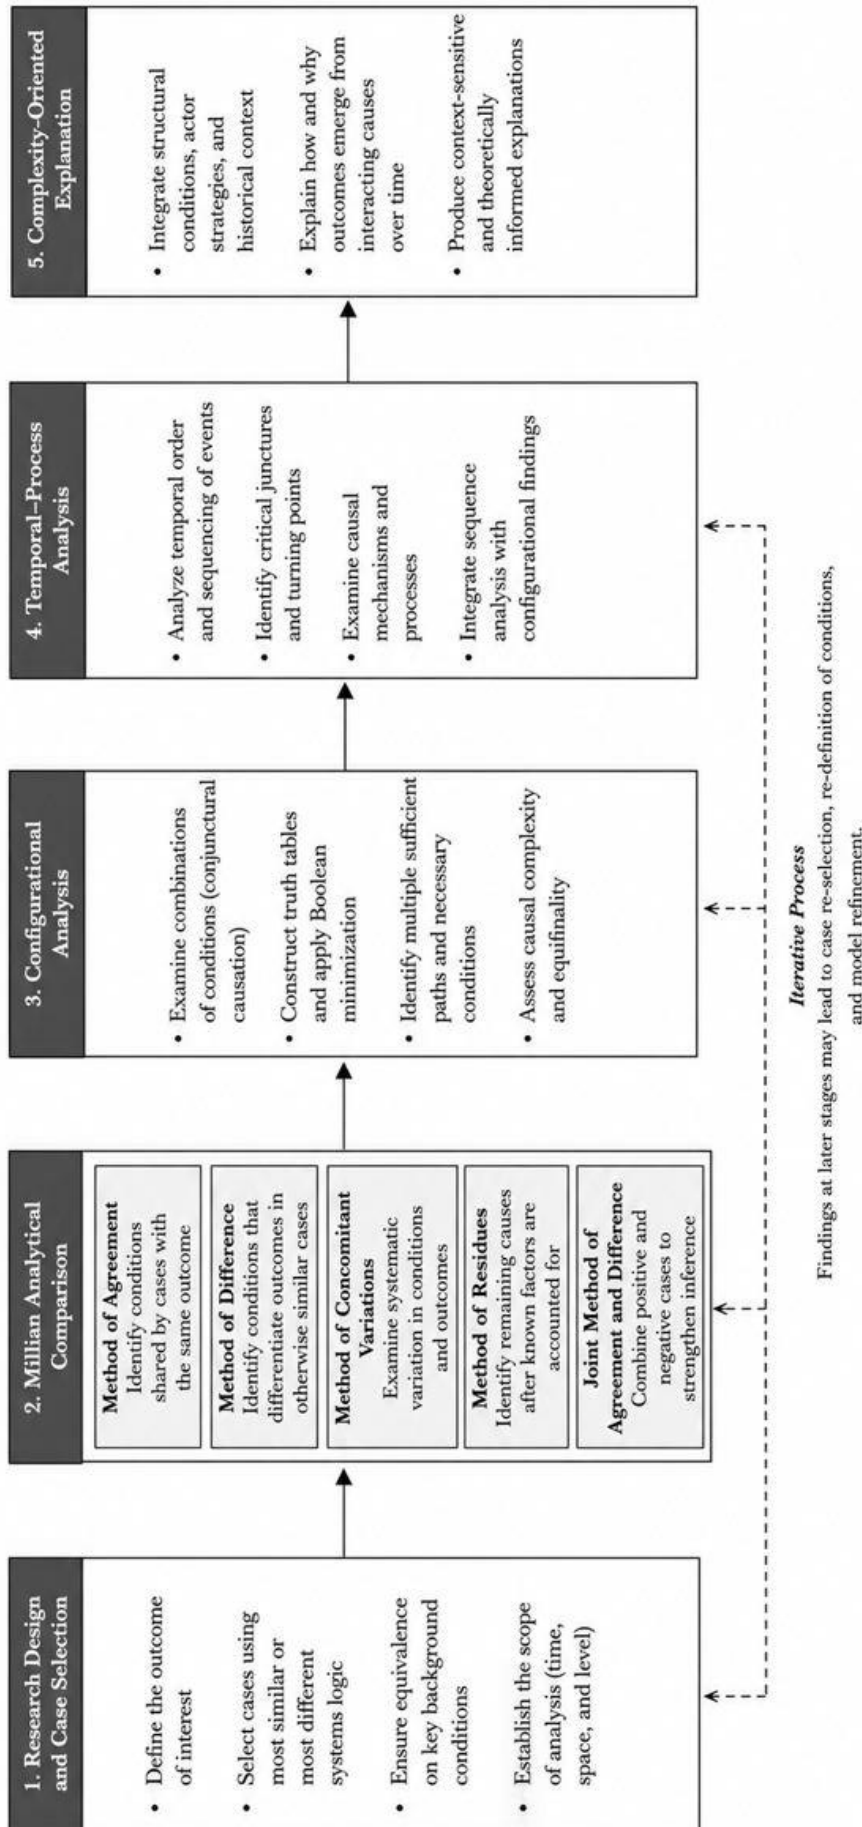 1. Research Design
and Case Selection
• Define the outcome
of interest
• Select cases using
most similar or
most different
systems logic
• Ensure equivalence
on key background
conditions
• Establish the scope
of analysis (time,
space, and level)
2. Millian Analytical
Comparison
Method of Agreement
Identify conditions
shared by cases with
the same outcome
Method of Difference
Identify conditions that
differentiate outcomes in
otherwise similar cases
Method of Concomitant
Variations
Examine systematic
variation in conditions
and outcomes
Method of Residues
Identify remaining causes
after known factors are
accounted for
Joint Method of
Agreement and Difference
Combine positive and
negative cases to
strengthen inference
3. Configurational
Analysis
• Examine combinations
of conditions (conjunctural
causation)
• Construct truth tables
and apply Boolean
minimization
• Identify multiple sufficient
paths and necessary
conditions
• Assess causal complexity
and equifinality
4. Temporal–Process
Analysis
• Analyze temporal order
and sequencing of events
• Identify critical junctures
and turning points
• Examine causal
mechanisms and
processes
• Integrate sequence
analysis with
configurational findings
5. Complexity-Oriented
Explanation
• Integrate structural
conditions, actor
strategies, and
historical context
• Explain how and why
outcomes emerge from
interacting causes
over time
• Produce context-sensitive
and theoretically
informed explanations
Iterative Process
Findings at later stages may lead to case re-selection, re-definition of conditions,
and model refinement.